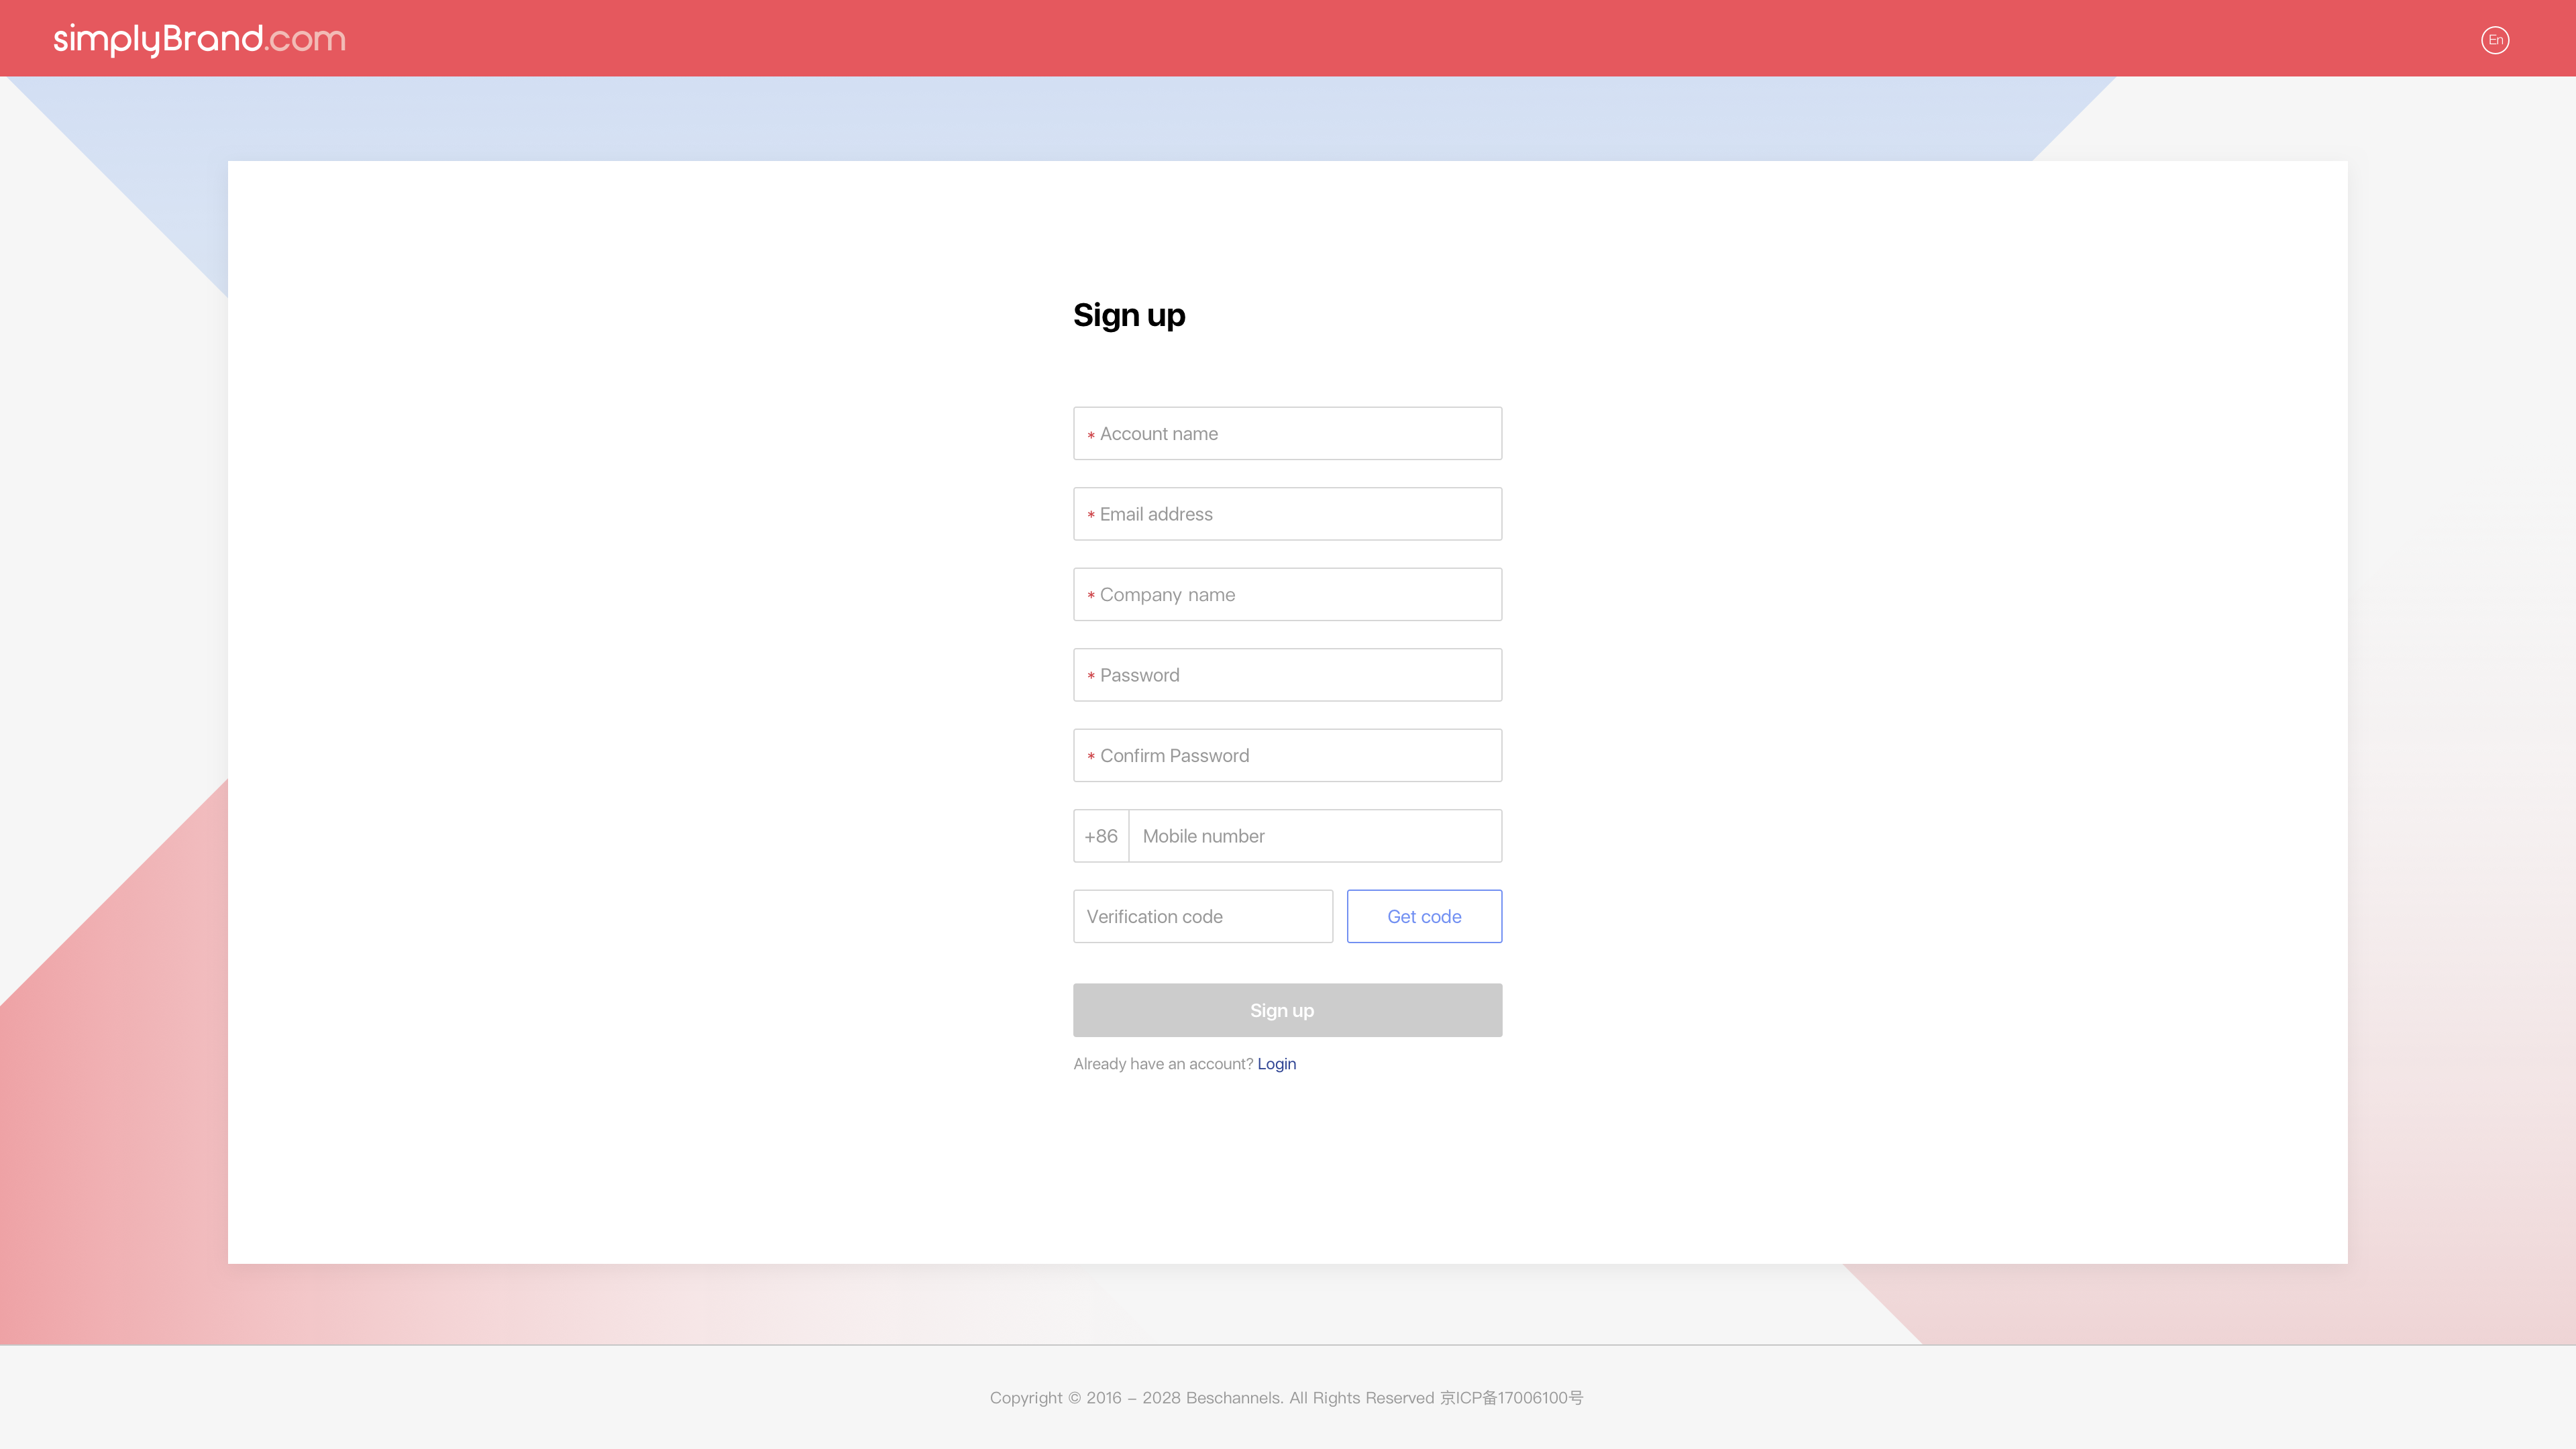 simplyBrand.com
En
Sign up
* Account name
* Email address
* Company name
* Password
* Confirm Password
+86 Mobile number
Verification code Get code
Sign up
Already have an account? Login
Copyright © 2016 - 2028 Beschannels. All Rights Reserved 京ICP备17006100号